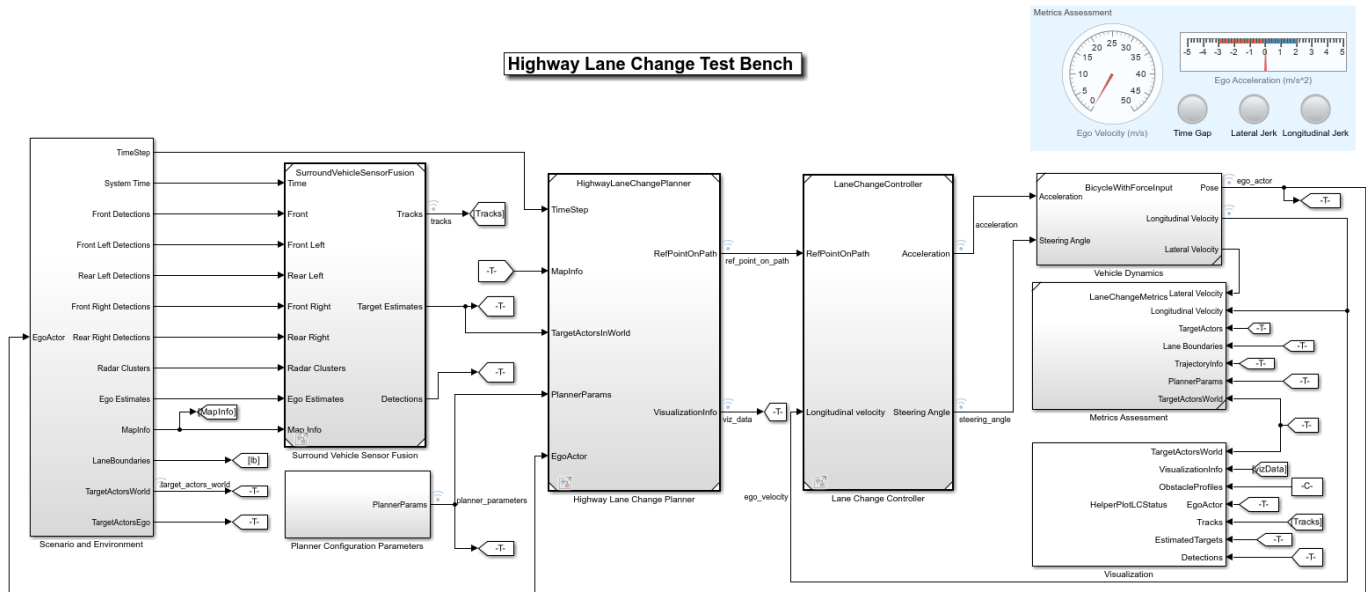 Metrics Assessment
0 5 10 15 20 25 30 35 40 45 50
Ego Velocity (m/s)
-5 -4 -3 -2 -1 0 1 2 3 4 5
Ego Acceleration (m/s^2)
Time Gap
Lateral Jerk
Longitudinal Jerk
Highway Lane Change Test Bench
EgoActor
TimeStep
System Time
Front Detections
Front Left Detections
Rear Left Detections
Front Right Detections
Rear Right Detections
Radar Clusters
Ego Estimates
MapInfo
LaneBoundaries
TargetActorsWorld
TargetActorsEgo
Scenario and Environment
[MapInfo]
[lb]
target_actors_world
-T-
-T-
SurroundVehicleSensorFusion
Time
Front
Front Left
Rear Left
Front Right
Rear Right
Radar Clusters
Ego Estimates
Map Info
Tracks
Target Estimates
Detections
Surround Vehicle Sensor Fusion
tracks
[Tracks]
-T-
-T-
-T-
PlannerParams
Planner Configuration Parameters
planner_parameters
-T-
HighwayLaneChangePlanner
TimeStep
MapInfo
TargetActorsInWorld
PlannerParams
EgoActor
RefPointOnPath
VisualizationInfo
Highway Lane Change Planner
ref_point_on_path
viz_data
-T-
ego_velocity
LaneChangeController
RefPointOnPath
Longitudinal velocity
Acceleration
Steering Angle
Lane Change Controller
acceleration
steering_angle
BicycleWithForceInput
Acceleration
Steering Angle
Pose
Longitudinal Velocity
Lateral Velocity
Vehicle Dynamics
ego_actor
-T-
LaneChangeMetrics
Lateral Velocity
Longitudinal Velocity
TargetActors
-T-
Lane Boundaries
-T-
TrajectoryInfo
-T-
PlannerParams
-T-
TargetActorsWorld
Metrics Assessment
-T-
HelperPlotLCStatus
TargetActorsWorld
VisualizationInfo
[vizData]
ObstacleProfiles
-C-
EgoActor
-T-
Tracks
[Tracks]
EstimatedTargets
-T-
Detections
-T-
Visualization